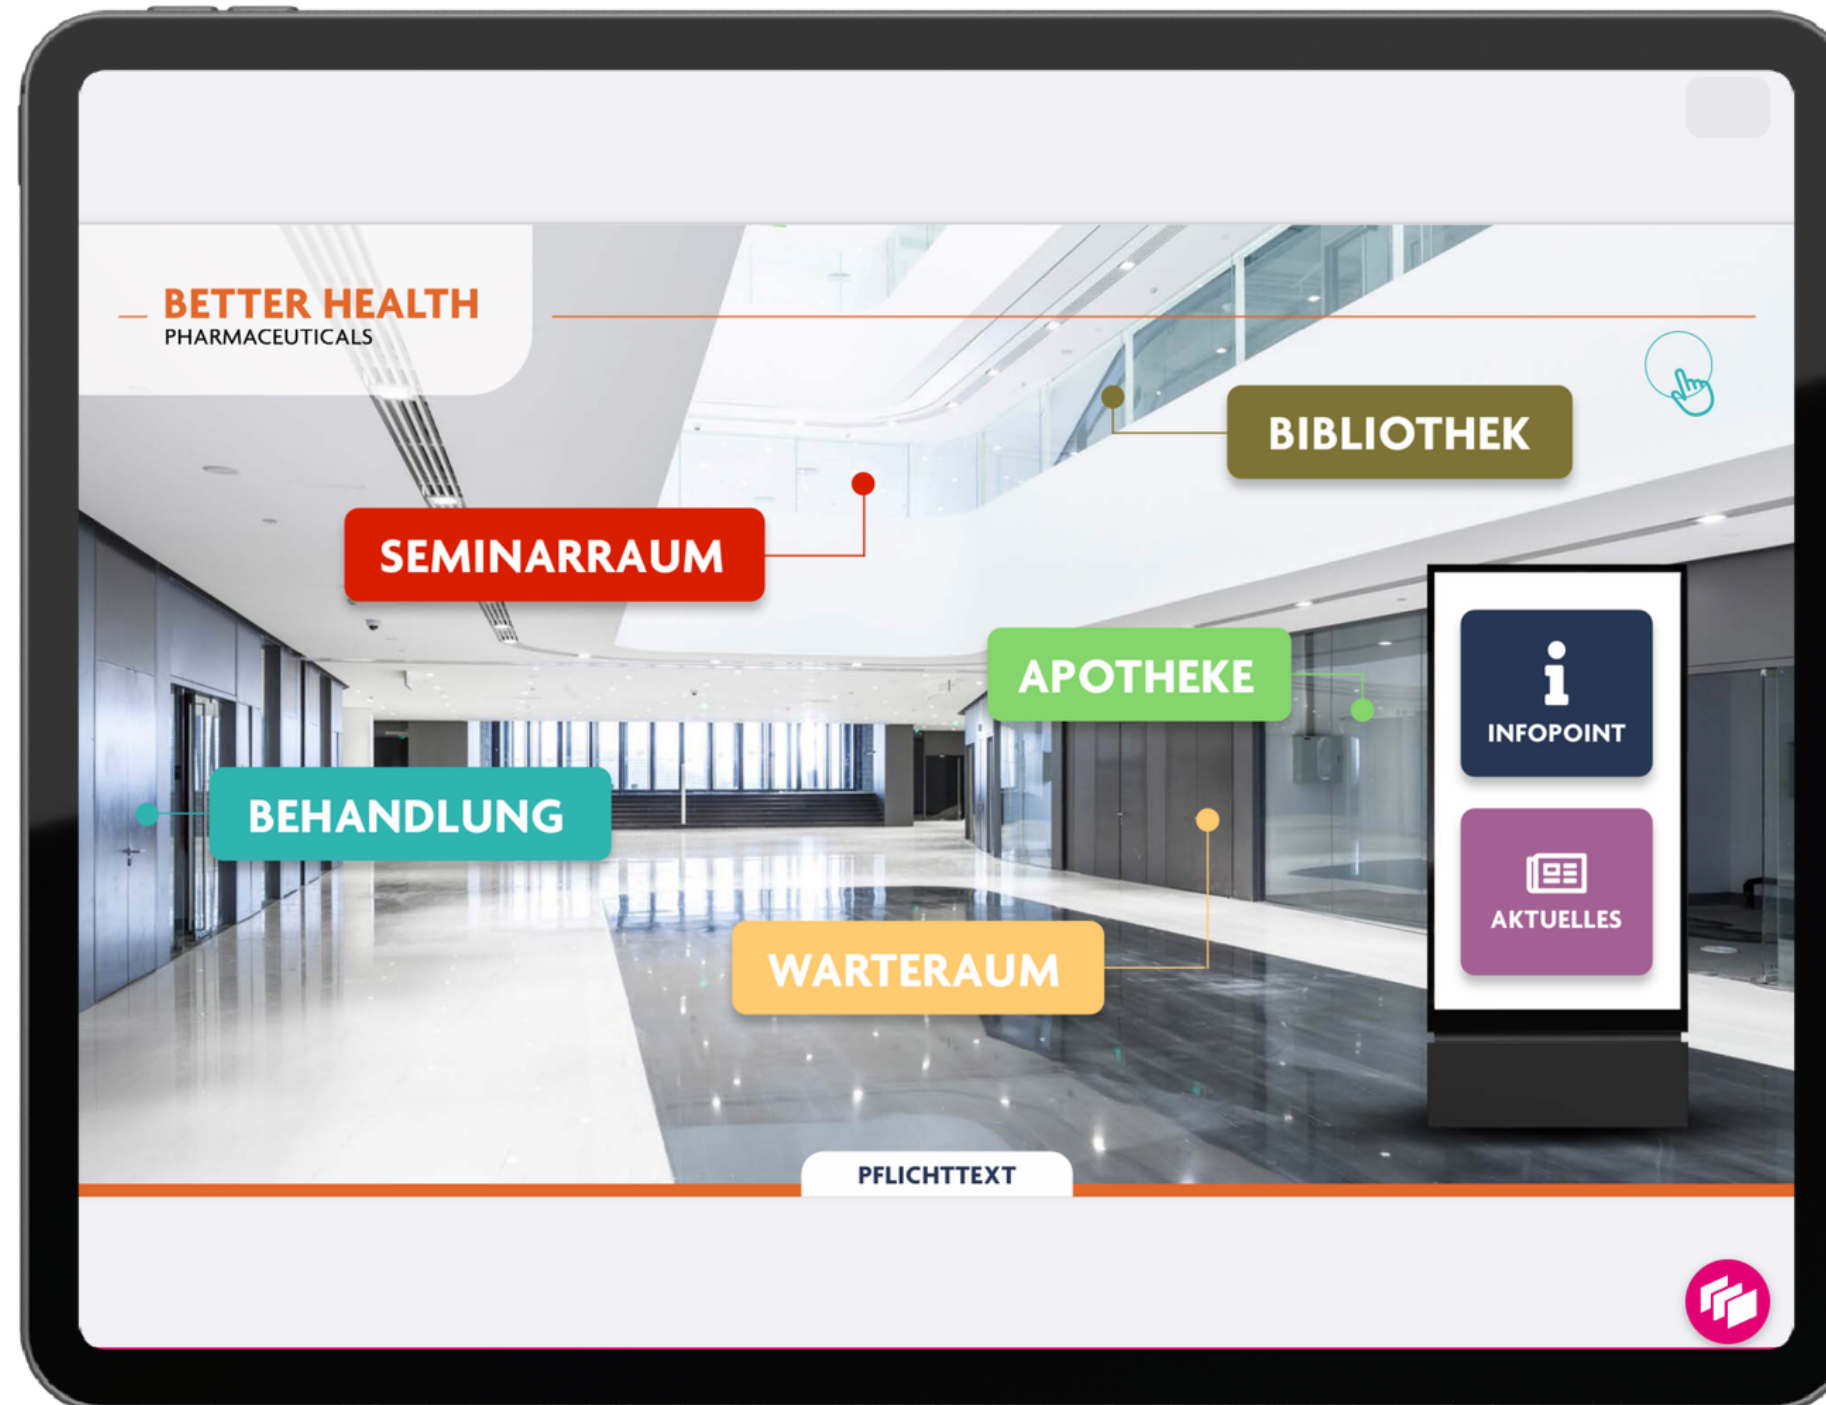 BETTER HEALTH
PHARMACEUTICALS
BIBLIOTHEK
SEMINARRAUM
APOTHEKE
INFOPOINT
BEHANDLUNG
AKTUELLES
WARTERAUM
PFLICHTTEXT